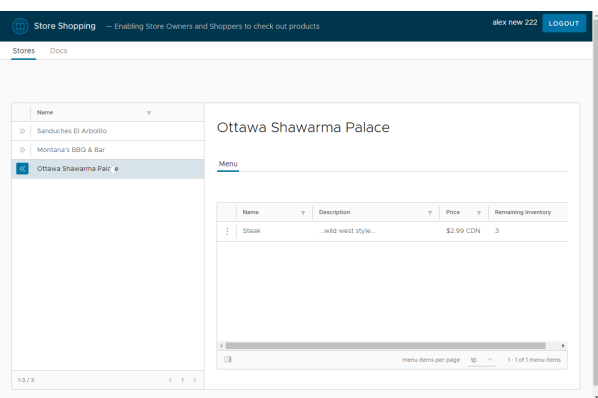 Store Shopping — Enabling Store Owners and Shoppers to check out products
alex new 222 LOGOUT
Stores Docs
Name
Sanduches El Arbolito
Montana's BBQ & Bar
Ottawa Shawarma Palace
1-3 / 3
1
Ottawa Shawarma Palace
Menu
Name Description Price Remaining Inventory
Steak ...wild west style... $2.99 CDN 3
menu-items per page 10 1 - 1 of 1 menu-items